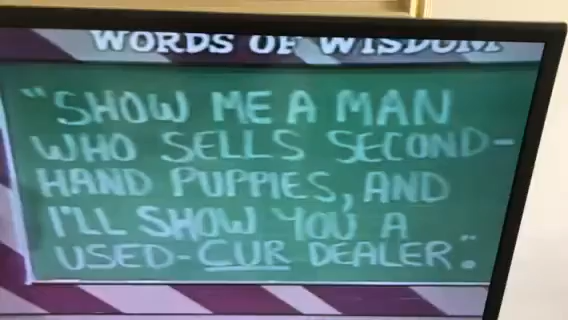 WORDS OF WISDOM
"SHOW ME A MAN
WHO SELLS SECOND-
HAND PUPPIES, AND
I'LL SHOW YOU A
USED-CUR DEALER."